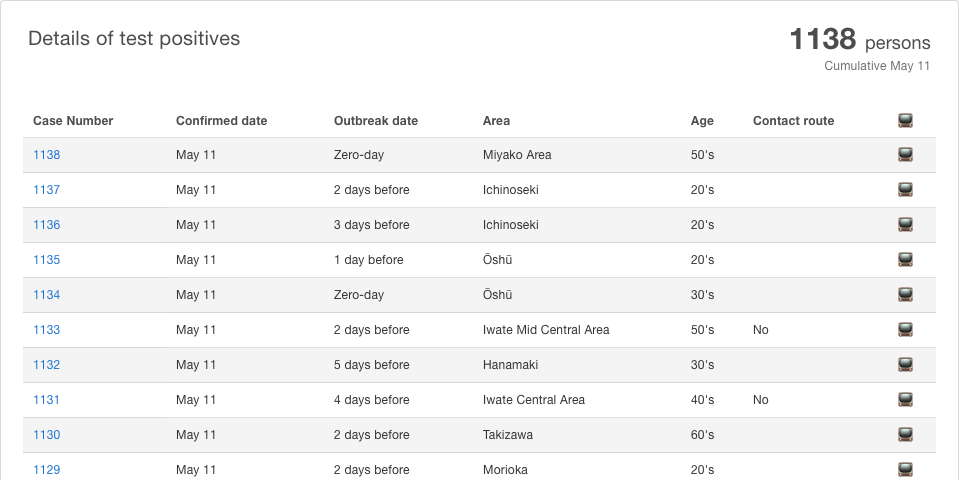 Details of test positives
1138 persons
Cumulative May 11
Case Number Confirmed date Outbreak date Area Age Contact route
1138 May 11 Zero-day Miyako Area 50's
1137 May 11 2 days before Ichinoseki 20's
1136 May 11 3 days before Ichinoseki 20's
1135 May 11 1 day before Ōshū 20's
1134 May 11 Zero-day Ōshū 30's
1133 May 11 2 days before Iwate Mid Central Area 50's No
1132 May 11 5 days before Hanamaki 30's
1131 May 11 4 days before Iwate Central Area 40's No
1130 May 11 2 days before Takizawa 60's
1129 May 11 2 days before Morioka 20's